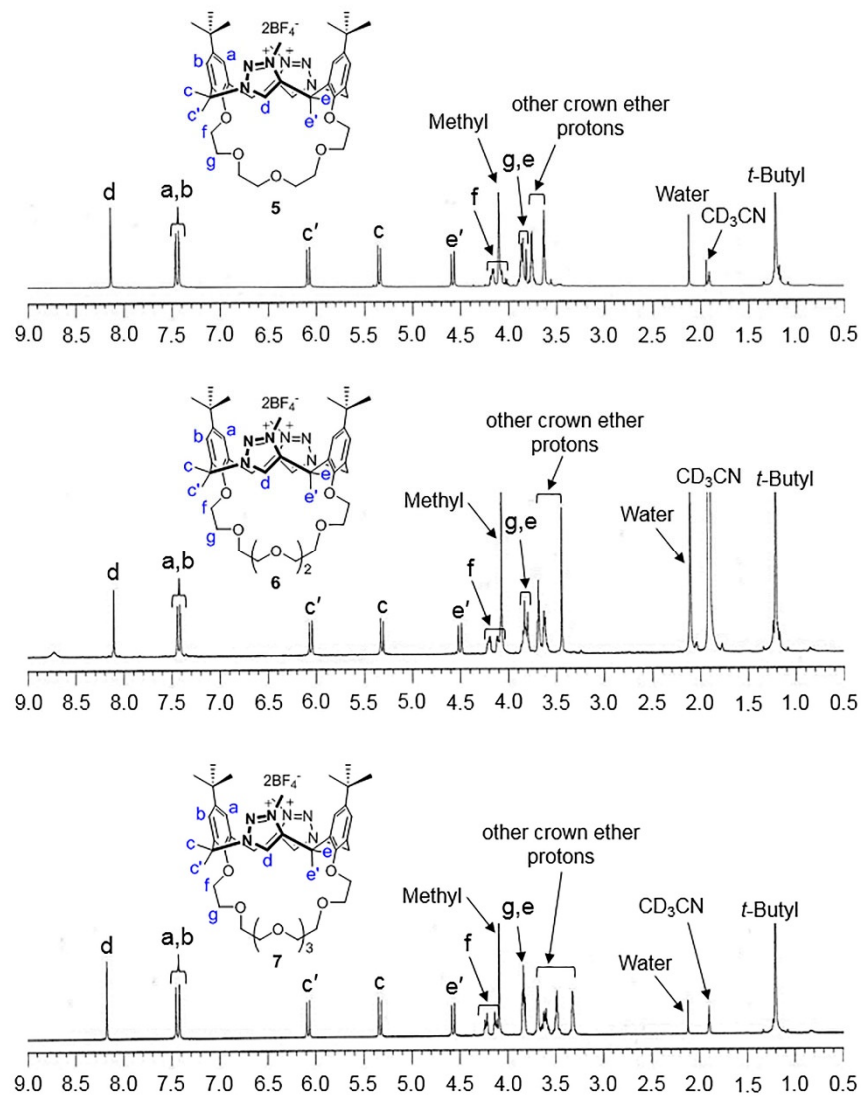 2BF₄⁻
b
a
+
+
N
N
N
N
N
N
c
c'
d
e
e'
f
O
O
g
O
O
O
5
other crown ether
protons
Methyl
g,e
f
d
a,b
c'
c
e'
Water
t-Butyl
CD₃CN
9.0 8.5 8.0 7.5 7.0 6.5 6.0 5.5 5.0 4.5 4.0 3.5 3.0 2.5 2.0 1.5 1.0 0.5
2BF₄⁻
b
a
+
+
N
N
N
N
N
N
c
c'
d
e
e'
f
O
O
g
O
O
O
2
6
other crown ether
protons
Methyl
g,e
f
d
a,b
c'
c
e'
CD₃CN
t-Butyl
Water
9.0 8.5 8.0 7.5 7.0 6.5 6.0 5.5 5.0 4.5 4.0 3.5 3.0 2.5 2.0 1.5 1.0 0.5
2BF₄⁻
b
a
+
+
N
N
N
N
N
N
c
c'
d
e
e'
f
O
O
g
O
O
O
3
7
other crown ether
protons
Methyl
g,e
f
d
a,b
c'
c
e'
CD₃CN
t-Butyl
Water
9.0 8.5 8.0 7.5 7.0 6.5 6.0 5.5 5.0 4.5 4.0 3.5 3.0 2.5 2.0 1.5 1.0 0.5